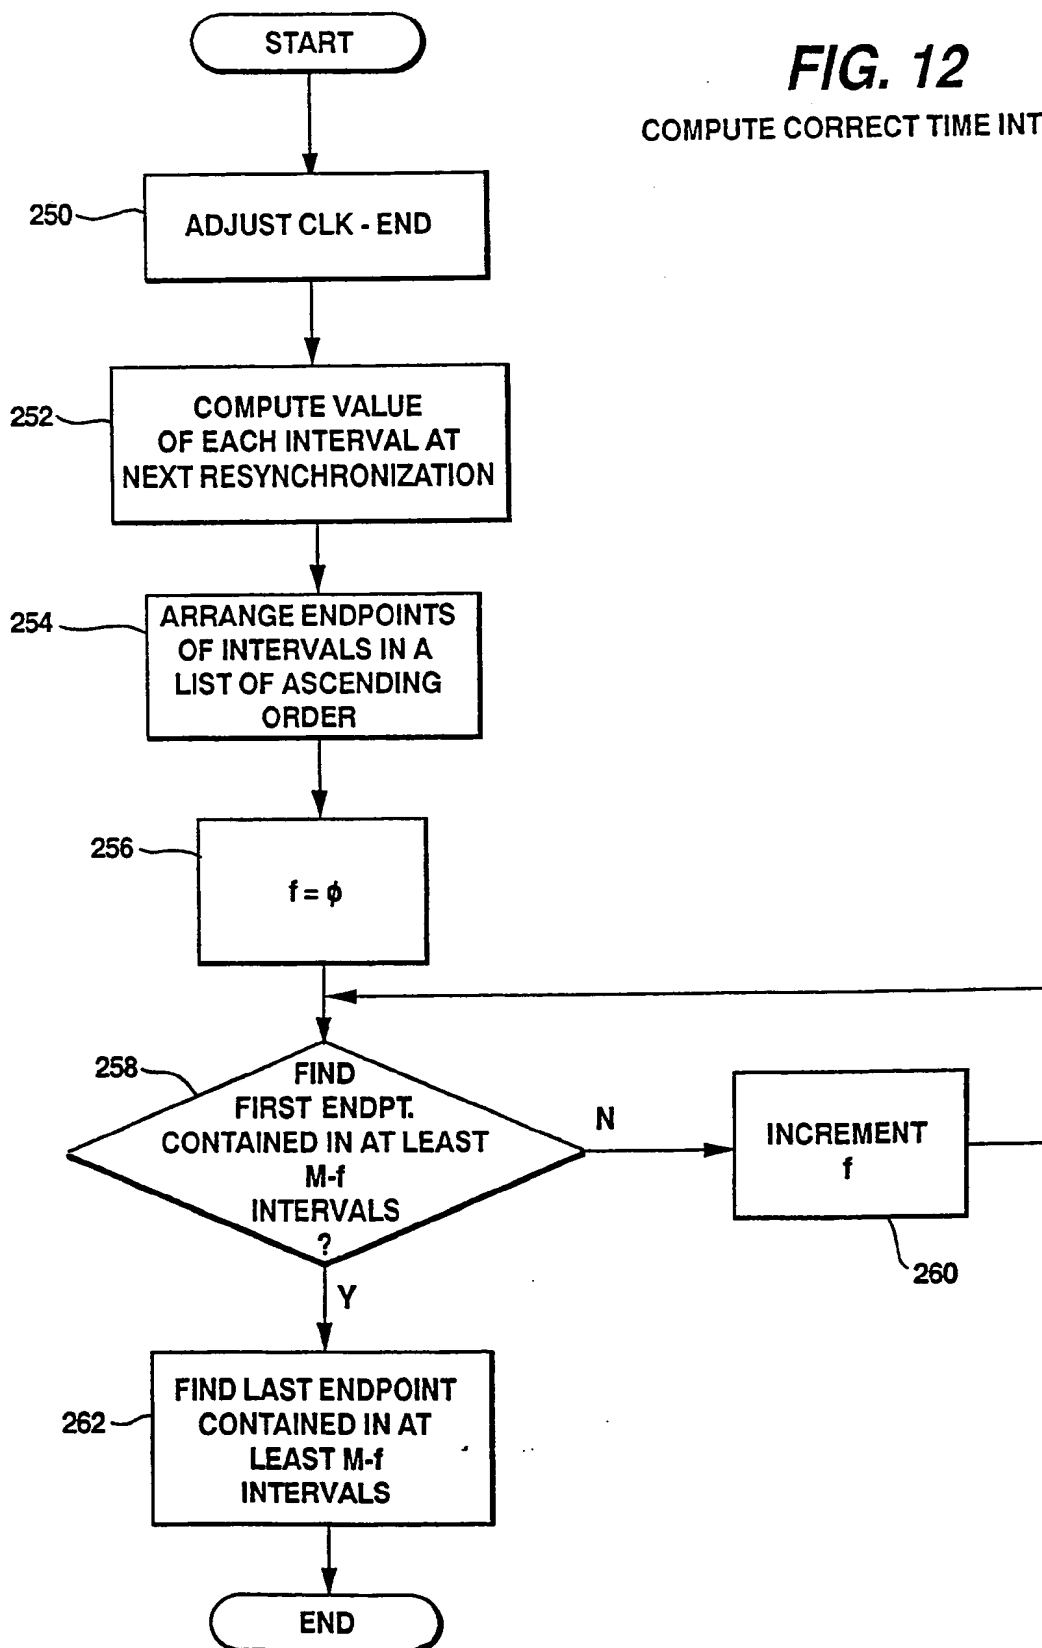 START
FIG. 12
COMPUTE CORRECT TIME INT
250
ADJUST CLK - END
252
COMPUTE VALUE
OF EACH INTERVAL AT
NEXT RESYNCHRONIZATION
254
ARRANGE ENDPOINTS
OF INTERVALS IN A
LIST OF ASCENDING
ORDER
256
f = ϕ
258
FIND
FIRST ENDPT.
CONTAINED IN AT LEAST
M-f
INTERVALS
?
N
INCREMENT
f
260
Y
262
FIND LAST ENDPOINT
CONTAINED IN AT
LEAST M-f
INTERVALS
END